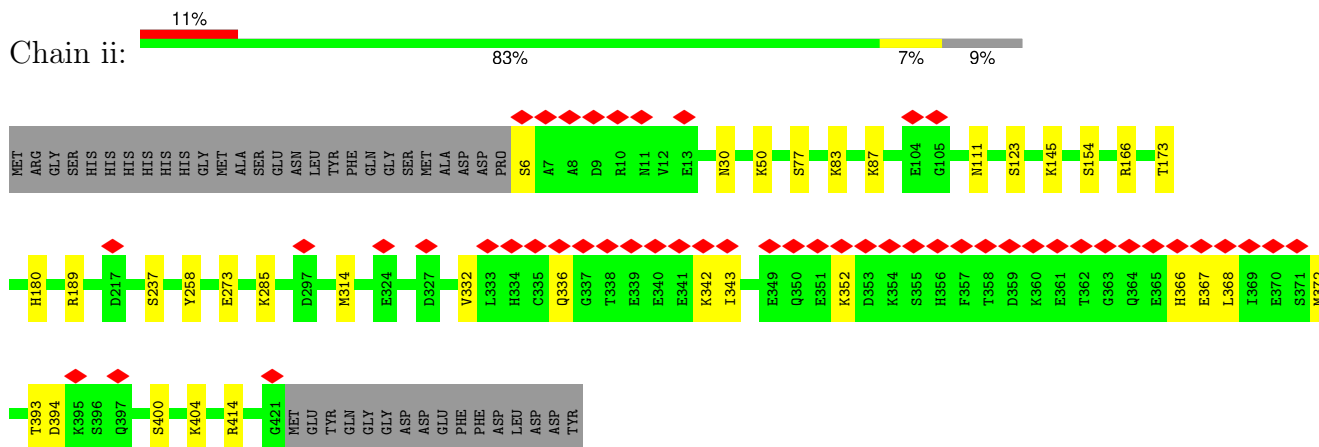 11%
Chain ii:
83% 7% 9%
MET ARG GLY SER HIS HIS HIS HIS HIS HIS GLY MET ALA SER GLU ASN LEU TYR PHE GLN GLY SER MET ALA ASP ASP PRO S6 A7 A8 D9 R10 N11 V12 E13 N30 K50 S77 K83 K87 E104 G105 N111 S123 K145 S154 R166 T173
H180 R189 D217 S237 Y258 E273 K285 D297 M314 E324 D327 V332 L333 H334 C335 Q336 G337 T338 E339 E340 E341 K342 I343 E349 Q350 E351 K352 D353 K354 S355 H356 F357 T358 D359 K360 E361 T362 G363 Q364 E365 H366 E367 L368 I369 E370 S371 M372
T393 D394 K395 S396 Q397 S400 K404 R414 G421 MET GLU TYR GLN GLY GLY ASP ASP GLU PHE PHE ASP LEU ASP ASP TYR